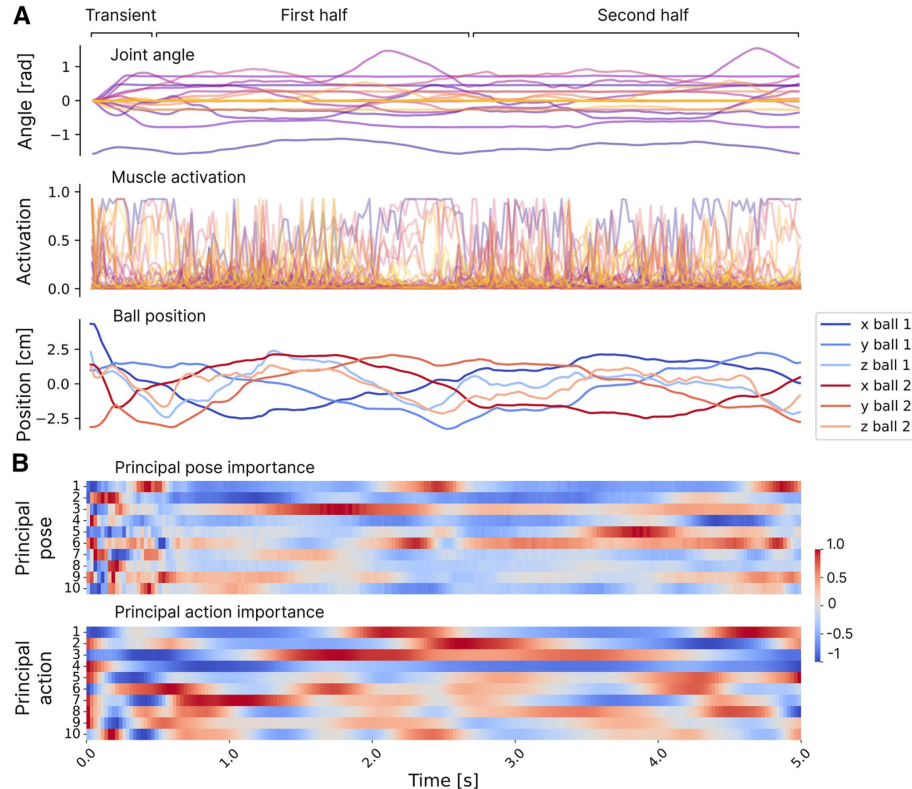 A
Transient First half Second half
Joint angle
Angle [rad]
1
0
−1
Muscle activation
Activation
1.0
0.5
0.0
Ball position
Position [cm]
2.5
0.0
−2.5
x ball 1
y ball 1
z ball 1
x ball 2
y ball 2
z ball 2
B
Principal pose importance
Principal
pose
1
2
3
4
5
6
7
8
9
10
Principal action importance
Principal
action
1
2
3
4
5
6
7
8
9
10
0.0 1.0 2.0 3.0 4.0 5.0
Time [s]
1.0
0.5
0
-0.5
-1